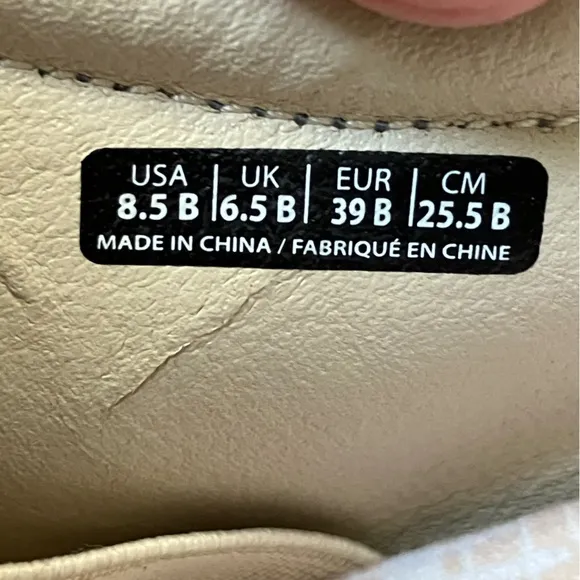 USA | UK | EUR | CM
8.5 B | 6.5 B | 39 B | 25.5 B
MADE IN CHINA / FABRIQUÉ EN CHINE